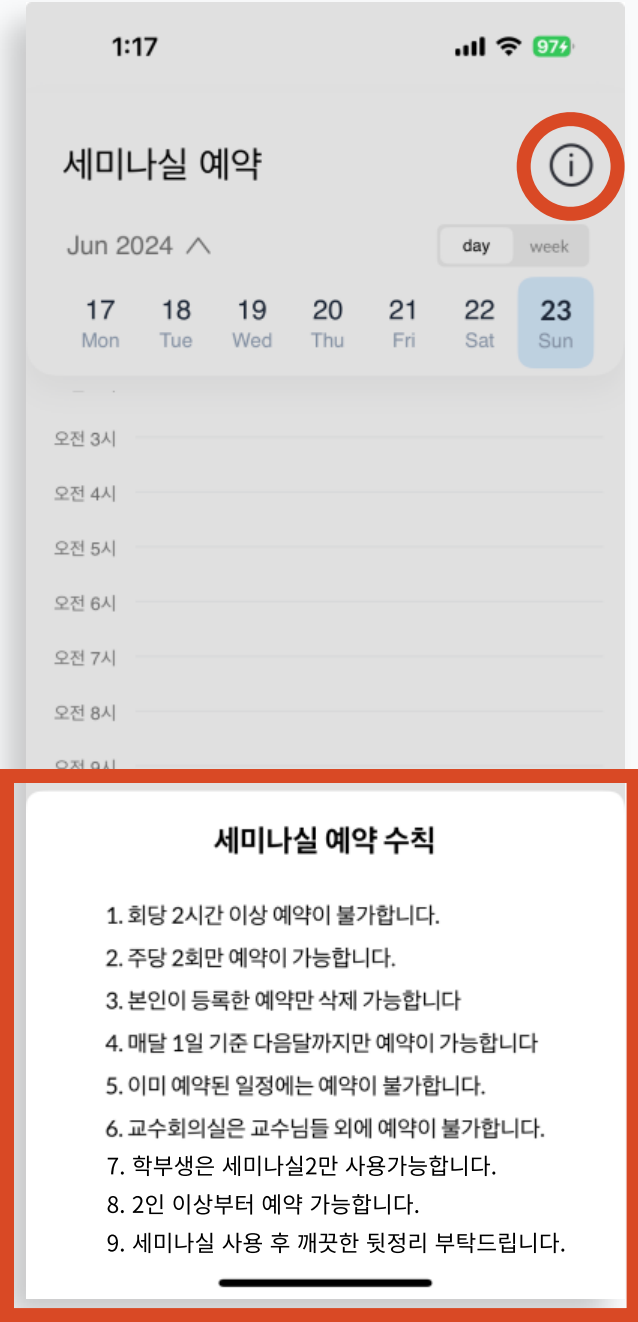 1:17
97
세미나실 예약
i
Jun 2024
day
week
17 18 19 20 21 22 23
Mon Tue Wed Thu Fri Sat Sun
오전 3시
오전 4시
오전 5시
오전 6시
오전 7시
오전 8시
오전 9시
세미나실 예약 수칙
1. 회당 2시간 이상 예약이 불가합니다.
2. 주당 2회만 예약이 가능합니다.
3. 본인이 등록한 예약만 삭제 가능합니다
4. 매달 1일 기준 다음달까지만 예약이 가능합니다
5. 이미 예약된 일정에는 예약이 불가합니다.
6. 교수회의실은 교수님들 외에 예약이 불가합니다.
7. 학부생은 세미나실2만 사용가능합니다.
8. 2인 이상부터 예약 가능합니다.
9. 세미나실 사용 후 깨끗한 뒷정리 부탁드립니다.